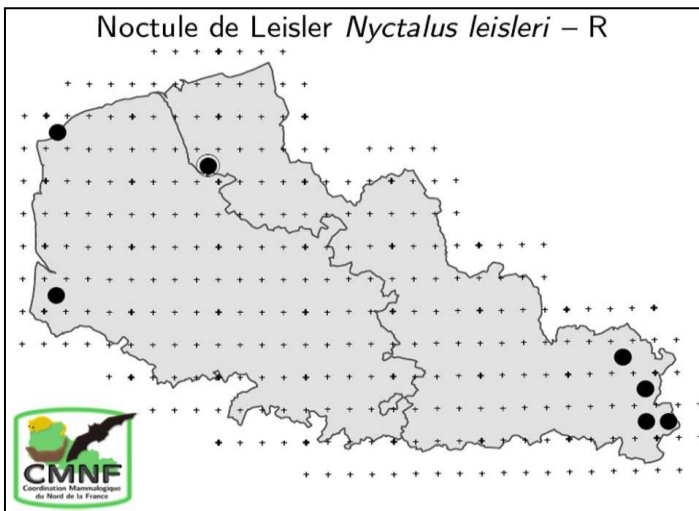 Noctule de Leisler Nyctalus leisleri – R
CMNF
Coordination Mammalogique
du Nord de la France